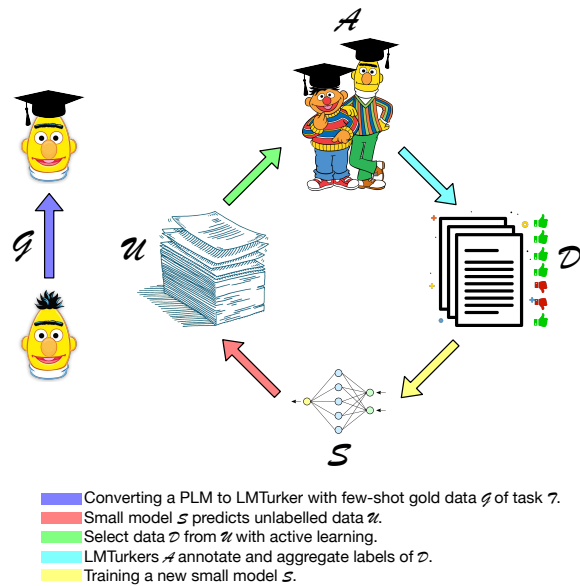 𝒜
𝒢
𝒰
𝒟
𝒮
Converting a PLM to LMTurker with few-shot gold data 𝒢 of task 𝒯.
Small model 𝒮 predicts unlabelled data 𝒰.
Select data 𝒟 from 𝒰 with active learning.
LMTurkers 𝒜 annotate and aggregate labels of 𝒟.
Training a new small model 𝒮.